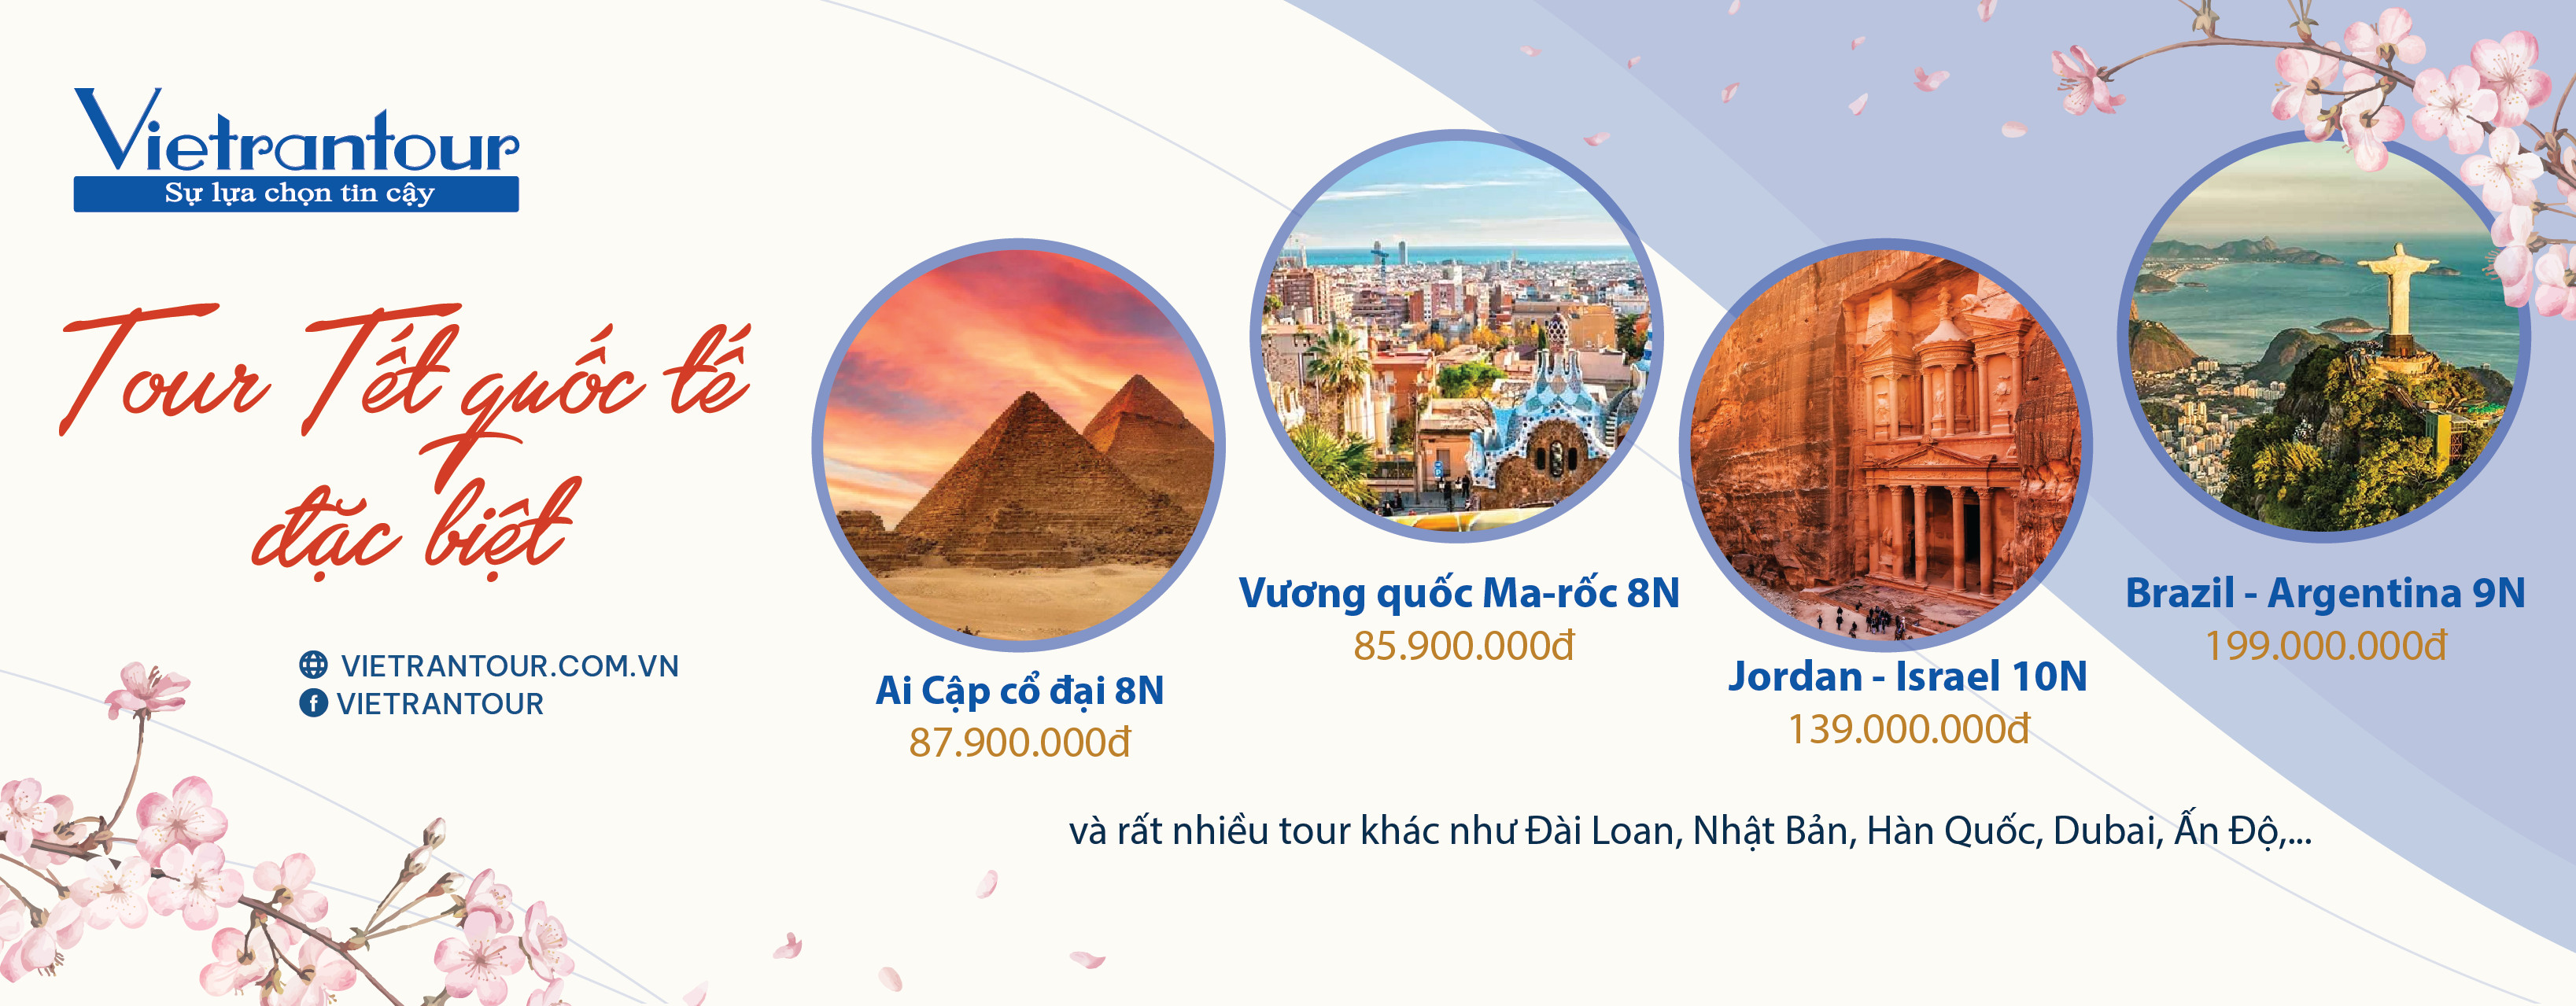 Vietrantour
Sự lựa chọn tin cậy
Tour Tết quốc tế
đặc biệt
VIETRANTOUR.COM.VN
VIETRANTOUR
Ai Cập cổ đại 8N
87.900.000đ
Vương quốc Ma-rốc 8N
85.900.000đ
Jordan - Israel 10N
139.000.000đ
Brazil - Argentina 9N
199.000.000đ
và rất nhiều tour khác như Đài Loan, Nhật Bản, Hàn Quốc, Dubai, Ấn Độ,...